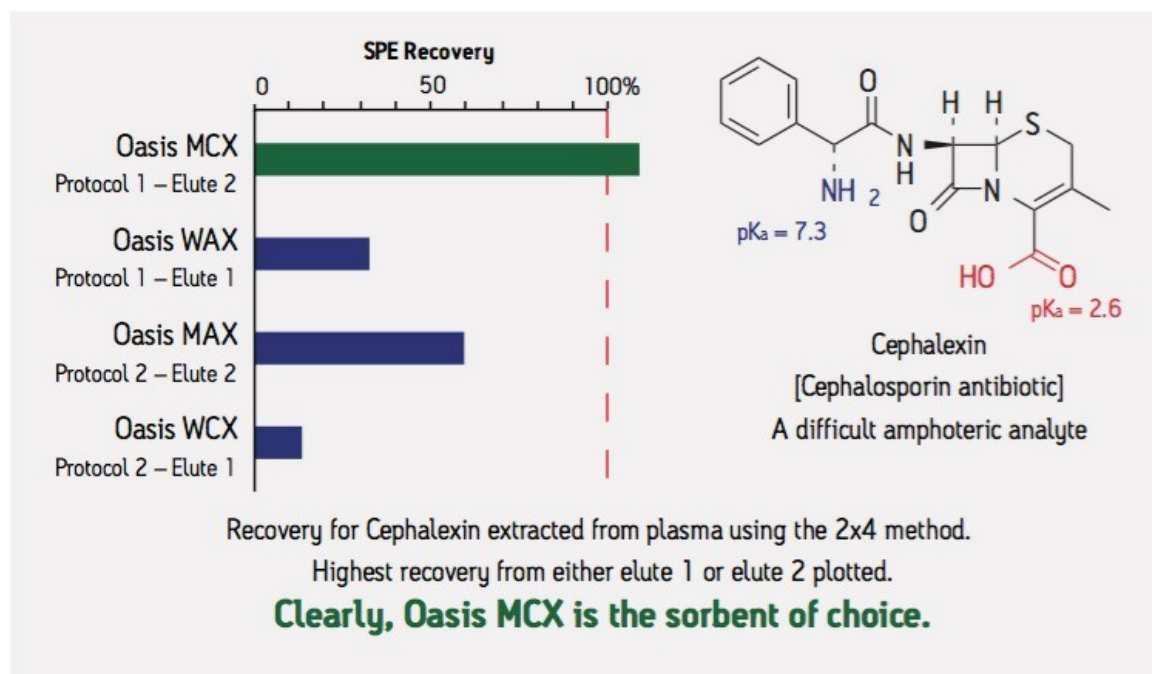 SPE Recovery
0 50 100%
Oasis MCX
Protocol 1 – Elute 2
Oasis WAX
Protocol 1 – Elute 1
Oasis MAX
Protocol 2 – Elute 2
Oasis WCX
Protocol 2 – Elute 1
O H H S
N H
NH 2
O N
pKa = 7.3
HO O
pKa = 2.6
Cephalexin
[Cephalosporin antibiotic]
A difficult amphoteric analyte
Recovery for Cephalexin extracted from plasma using the 2x4 method.
Highest recovery from either elute 1 or elute 2 plotted.
Clearly, Oasis MCX is the sorbent of choice.